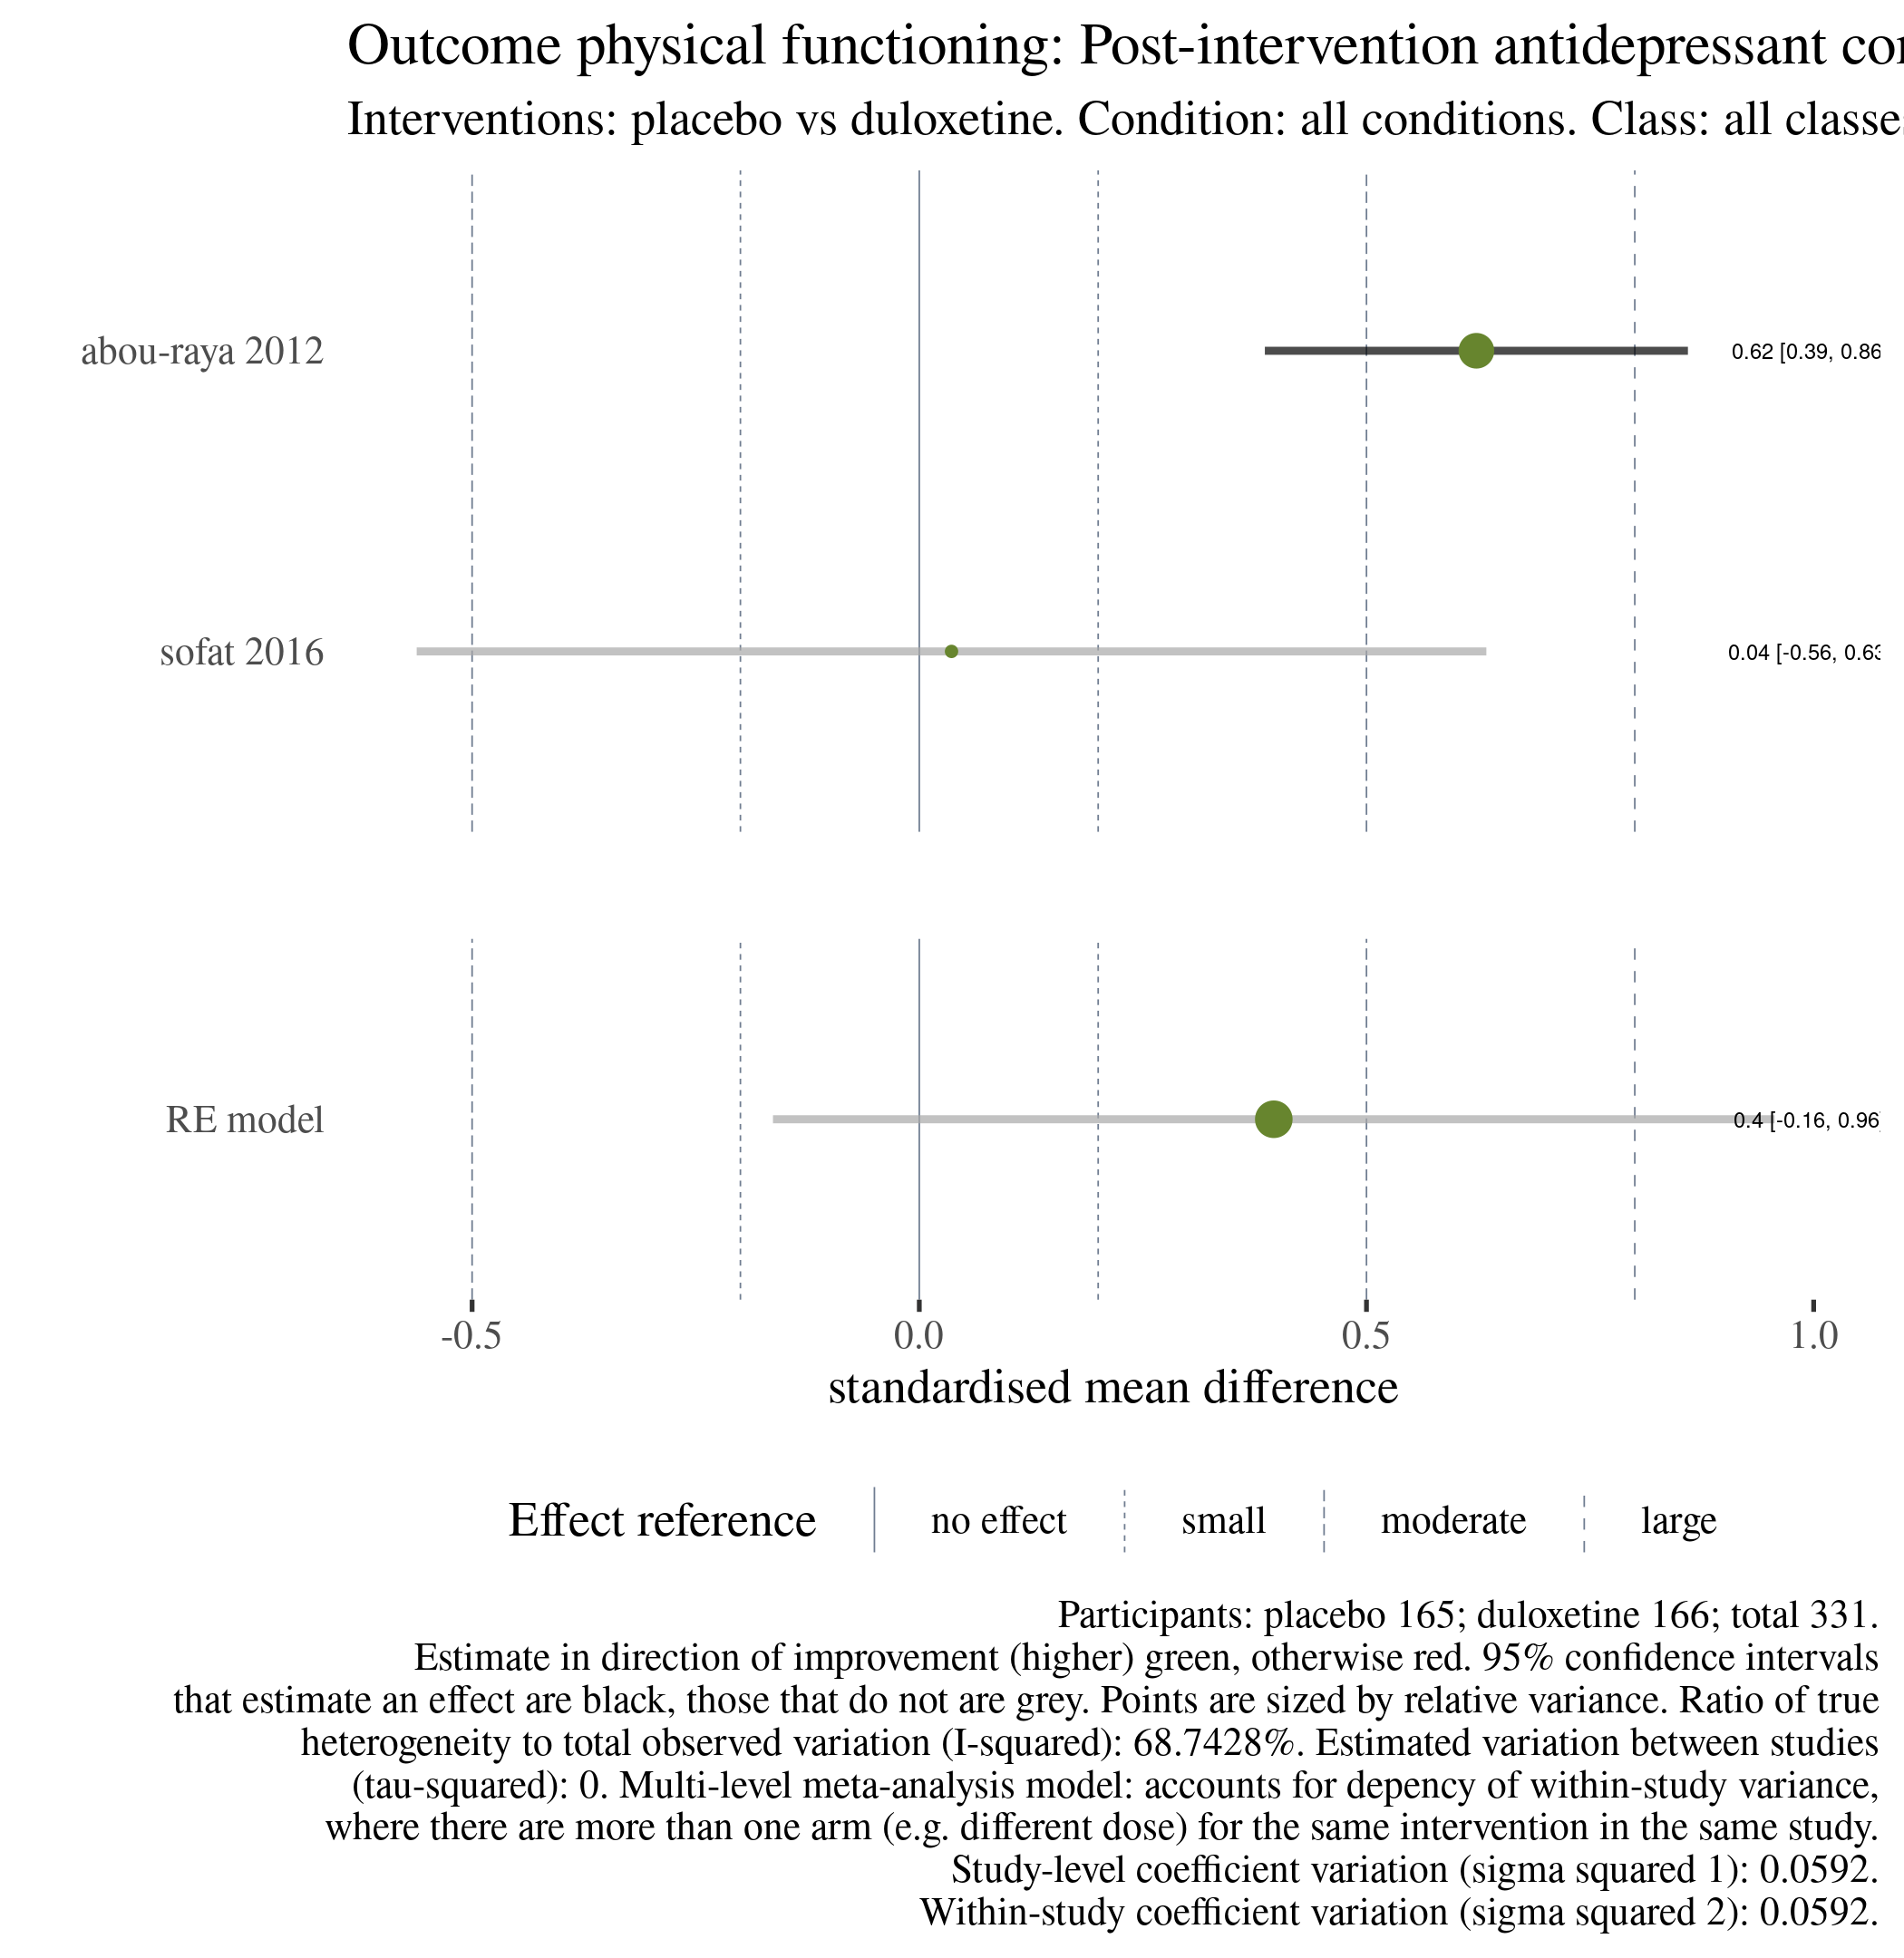 Outcome physical functioning: Post-intervention antidepressant
Interventions: placebo vs duloxetine. Condition: all conditions. Class: all classes
abou-raya 2012
0.62 [0.39, 0.86
sofat 2016
0.04 [-0.56, 0.63
RE model
0.4 [-0.16, 0.96]
-0.5 0.0 0.5 1.0
standardised mean difference
Effect reference no effect small moderate large
Participants: placebo 165; duloxetine 166; total 331.
Estimate in direction of improvement (higher) green, otherwise red. 95% confidence intervals
that estimate an effect are black, those that do not are grey. Points are sized by relative variance. Ratio of true
heterogeneity to total observed variation (I-squared): 68.7428%. Estimated variation between studies
(tau-squared): 0. Multi-level meta-analysis model: accounts for depency of within-study variance,
where there are more than one arm (e.g. different dose) for the same intervention in the same study.
Study-level coefficient variation (sigma squared 1): 0.0592.
Within-study coefficient variation (sigma squared 2): 0.0592.